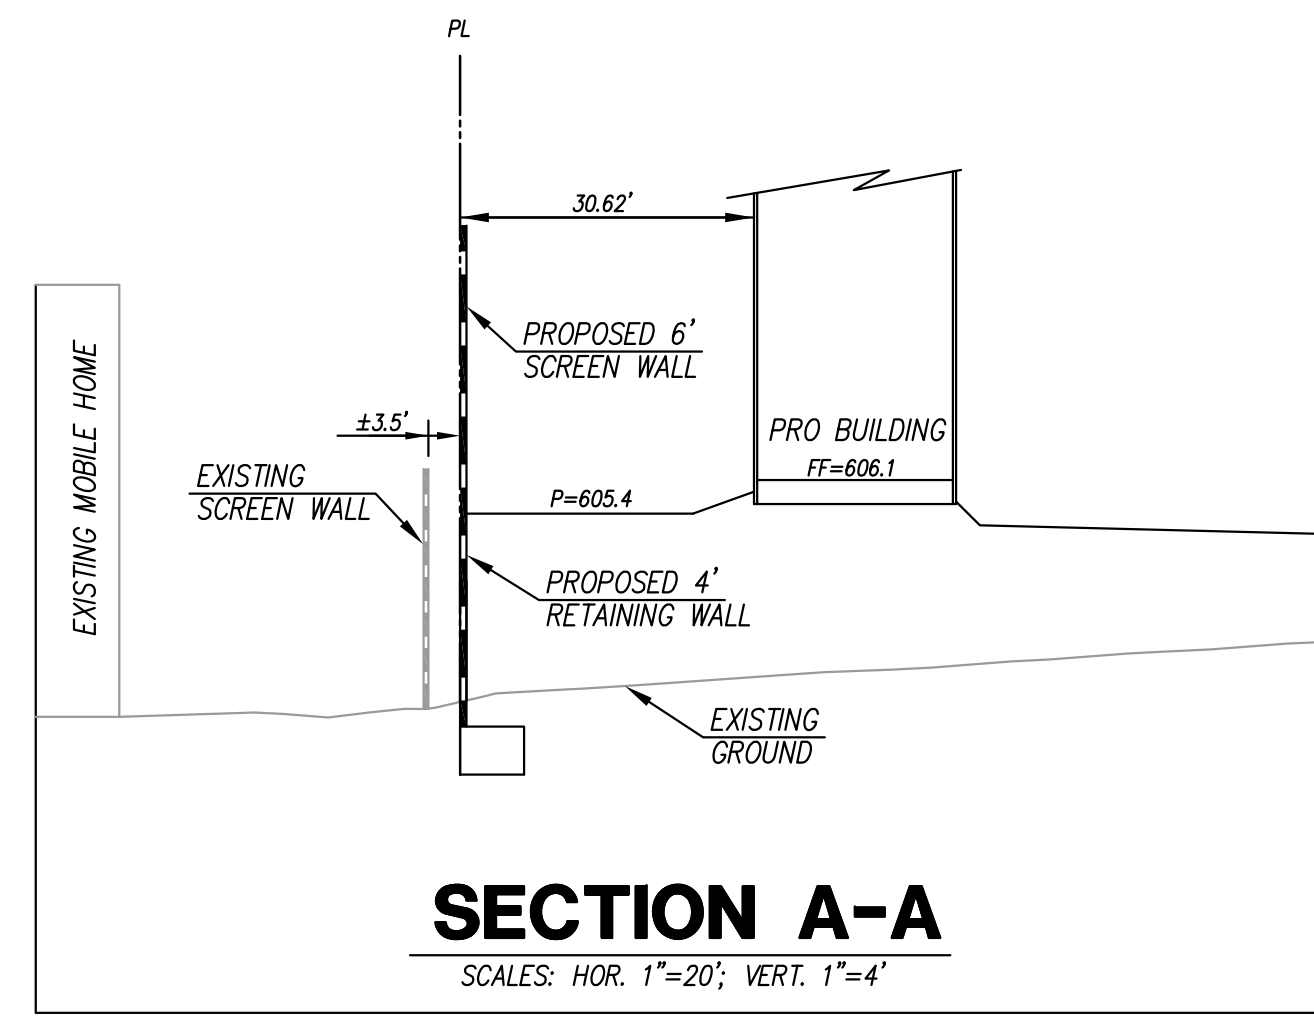 PL
30.62'
PROPOSED 6'
SCREEN WALL
EXISTING MOBILE HOME
±3.5'
PRO BUILDING
FF=606.1
EXISTING
SCREEN WALL
P=605.4
PROPOSED 4'
RETAINING WALL
EXISTING
GROUND
SECTION A-A
SCALES: HOR. 1"=20'; VERT. 1"=4'